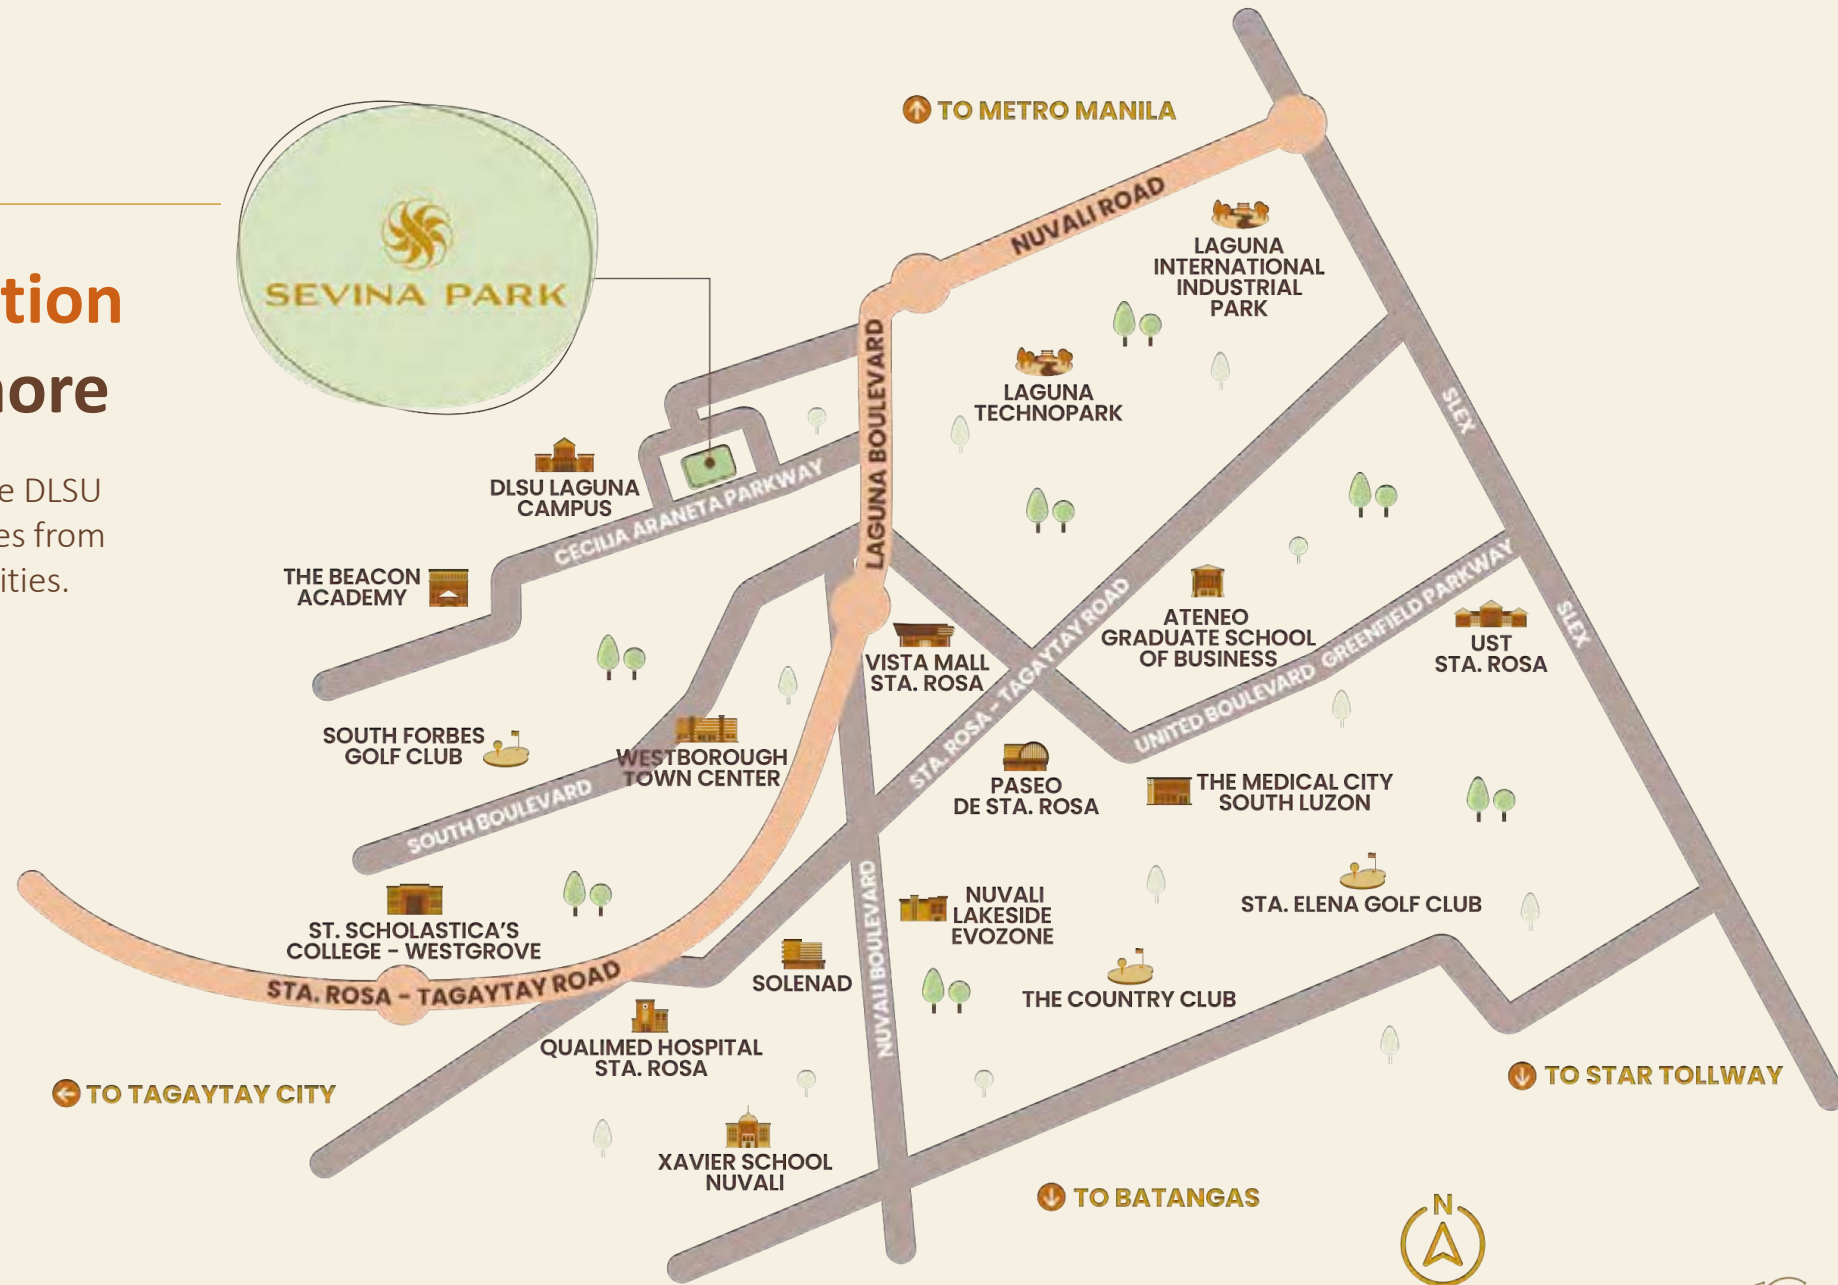 TO METRO MANILA
NUVALI ROAD
LAGUNA
INTERNATIONAL
INDUSTRIAL
PARK
SEVINA PARK
LAGUNA BOULEVARD
LAGUNA
TECHNOPARK
SLEX
DLSU LAGUNA
CAMPUS
CECILIA ARANETA PARKWAY
DLSU
from
THE BEACON
ACADEMY
VISTA MALL
STA. ROSA
STA. ROSA - TAGAYTAY ROAD
ATENEO
GRADUATE SCHOOL
OF BUSINESS
UNITED BOULEVARD GREENFIELD PARKWAY
UST
STA. ROSA
SLEX
SOUTH FORBES
GOLF CLUB
WESTBOROUGH
TOWN CENTER
SOUTH BOULEVARD
PASEO
DE STA. ROSA
THE MEDICAL CITY
SOUTH LUZON
ST. SCHOLASTICA'S
COLLEGE - WESTGROVE
NUVALI BOULEVARD
NUVALI
LAKESIDE
EVOZONE
STA. ELENA GOLF CLUB
STA. ROSA - TAGAYTAY ROAD
SOLENAD
THE COUNTRY CLUB
QUALIMED HOSPITAL
STA. ROSA
TO TAGAYTAY CITY
TO STAR TOLLWAY
XAVIER SCHOOL
NUVALI
TO BATANGAS
N